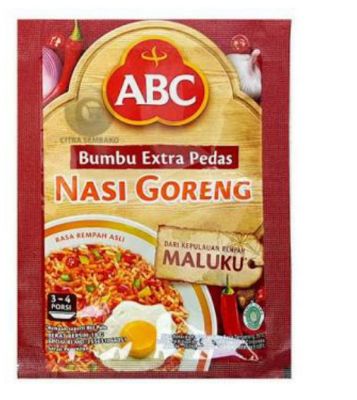 ABC
CITRA SEMBAKO
Bumbu Extra Pedas
NASI GORENG
RASA REMPAH ASLI
DARI KEPULAUAN REMPAH
MALUKU
3-4
PORSI